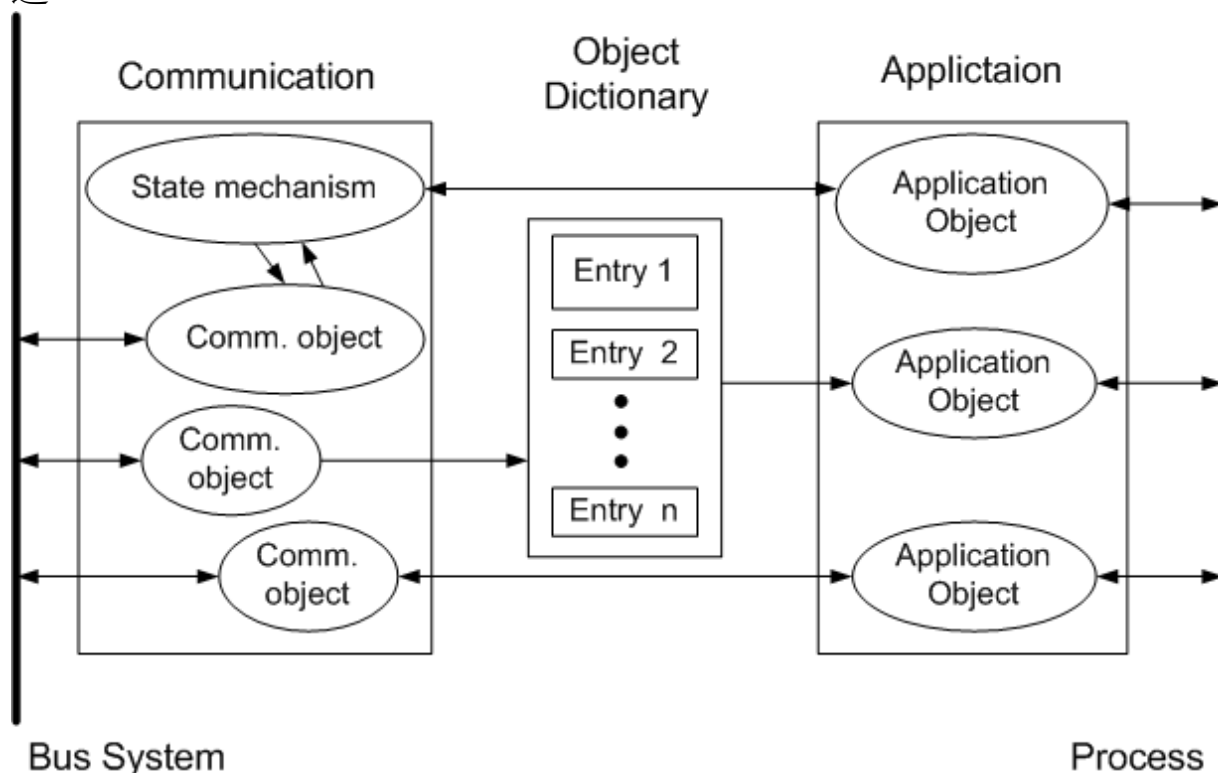 Communication
Object
Dictionary
Applictaion
State mechanism
Comm. object
Comm.
object
Comm.
object
Entry 1
Entry 2
Entry n
Application
Object
Application
Object
Application
Object
Bus System
Process